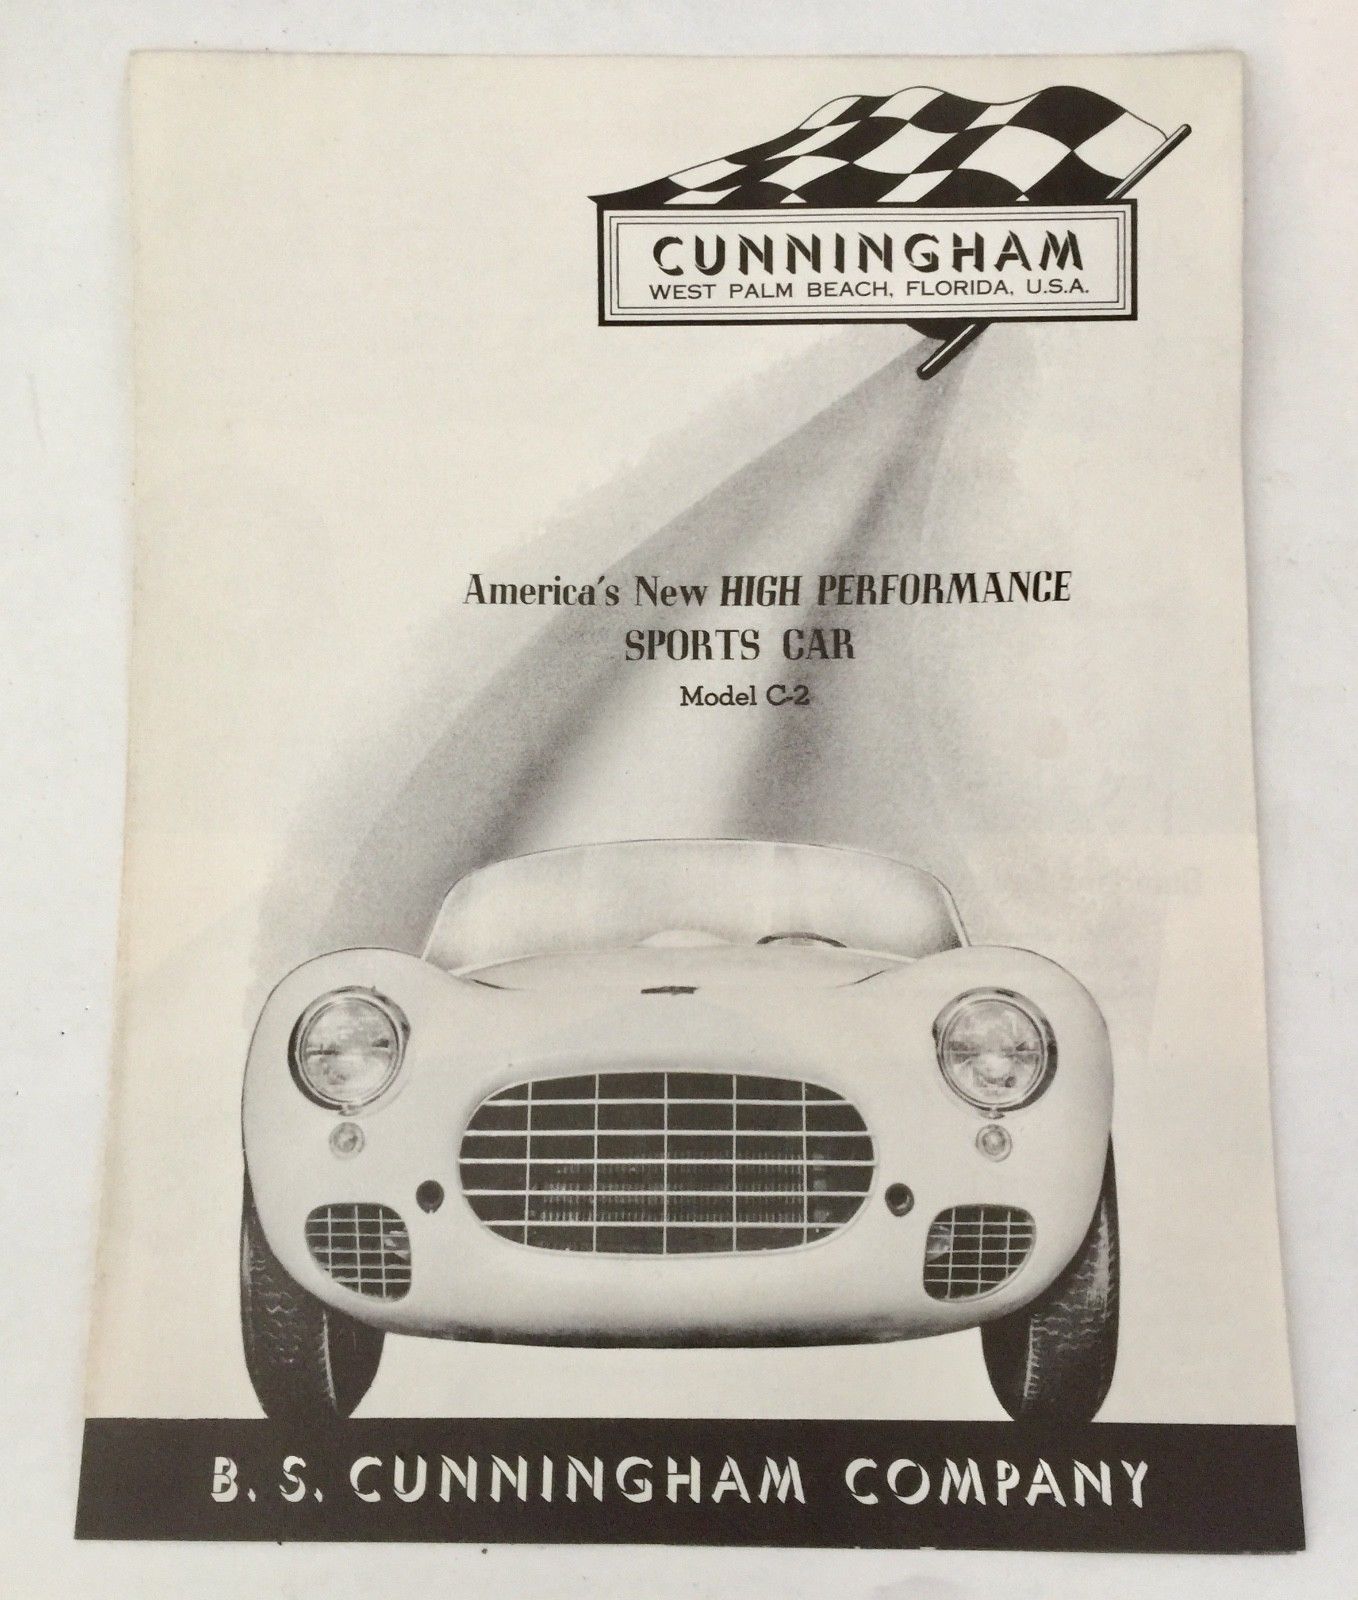 CUNNINGHAM
WEST PALM BEACH, FLORIDA, U.S.A.
America's New HIGH PERFORMANCE
SPORTS CAR
Model C-2
B. S. CUNNINGHAM COMPANY